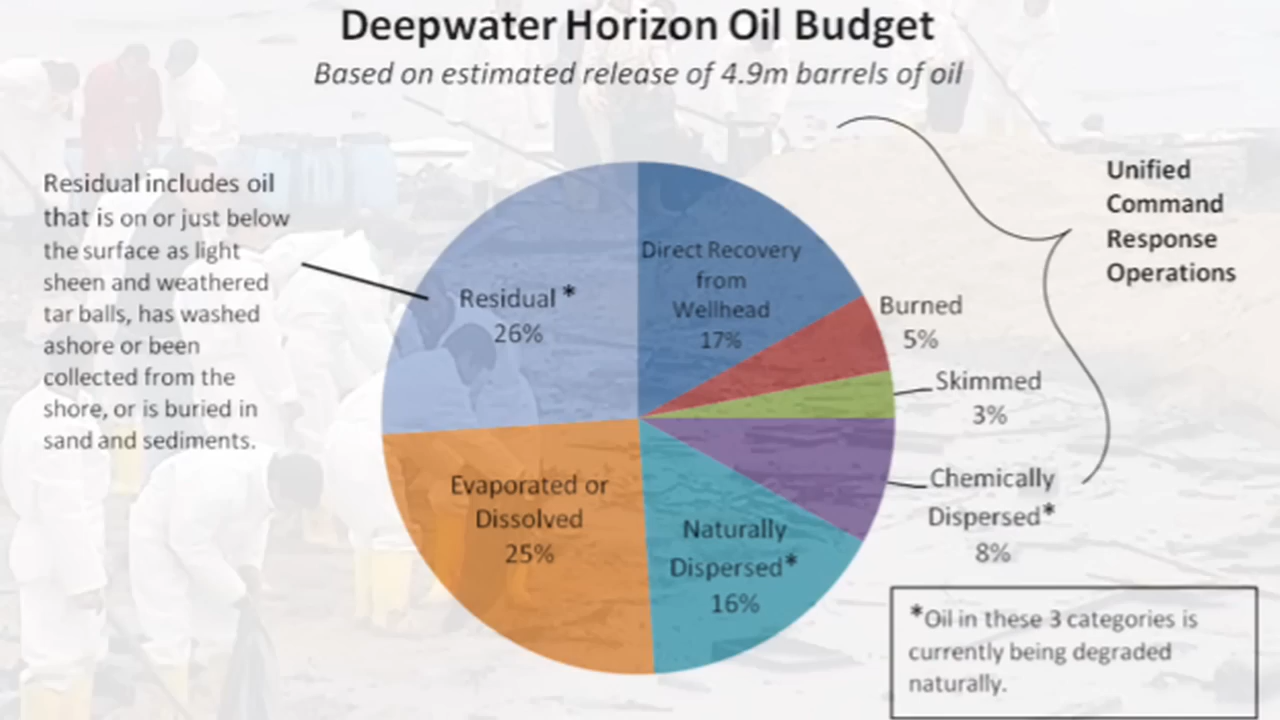 Deepwater Horizon Oil Budget
Based on estimated release of 4.9m barrels of oil
Residual includes oil
that is on or just below
the surface as light
sheen and weathered
tar balls, has washed
ashore or been
collected from the
shore, or is buried in
sand and sediments.
Residual *
26%
Direct Recovery
from
Wellhead
17%
Burned
5%
Skimmed
3%
Chemically
Dispersed*
8%
Unified
Command
Response
Operations
Evaporated or
Dissolved
25%
Naturally
Dispersed*
16%
*Oil in these 3 categories is
currently being degraded
naturally.